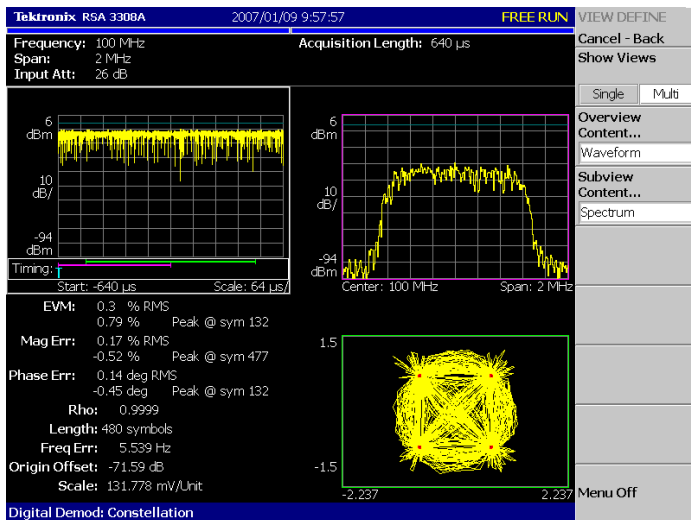 Tektronix RSA 3308A 2007/01/09 9:57:57 FREE RUN
VIEW DEFINE
Frequency: 100 MHz
Span: 2 MHz
Input Att: 26 dB
Acquisition Length: 640 µs
Cancel - Back
Show Views
Single Multi
Overview
Content...
Waveform
Subview
Content...
Spectrum
Menu Off
6
dBm
10
dB/
-94
dBm
Timing:
T
Start: -640 µs Scale: 64 µs/
6
dBm
10
dB/
-94
dBm
Center: 100 MHz Span: 2 MHz
EVM: 0.3 % RMS
0.79 % Peak @ sym 132
Mag Err: 0.17 % RMS
-0.52 % Peak @ sym 477
Phase Err: 0.14 deg RMS
-0.45 deg Peak @ sym 132
Rho: 0.9999
Length: 480 symbols
Freq Err: 5.539 Hz
Origin Offset: -71.59 dB
Scale: 131.778 mV/Unit
1.5
-1.5
-2.237 2.237
Digital Demod: Constellation